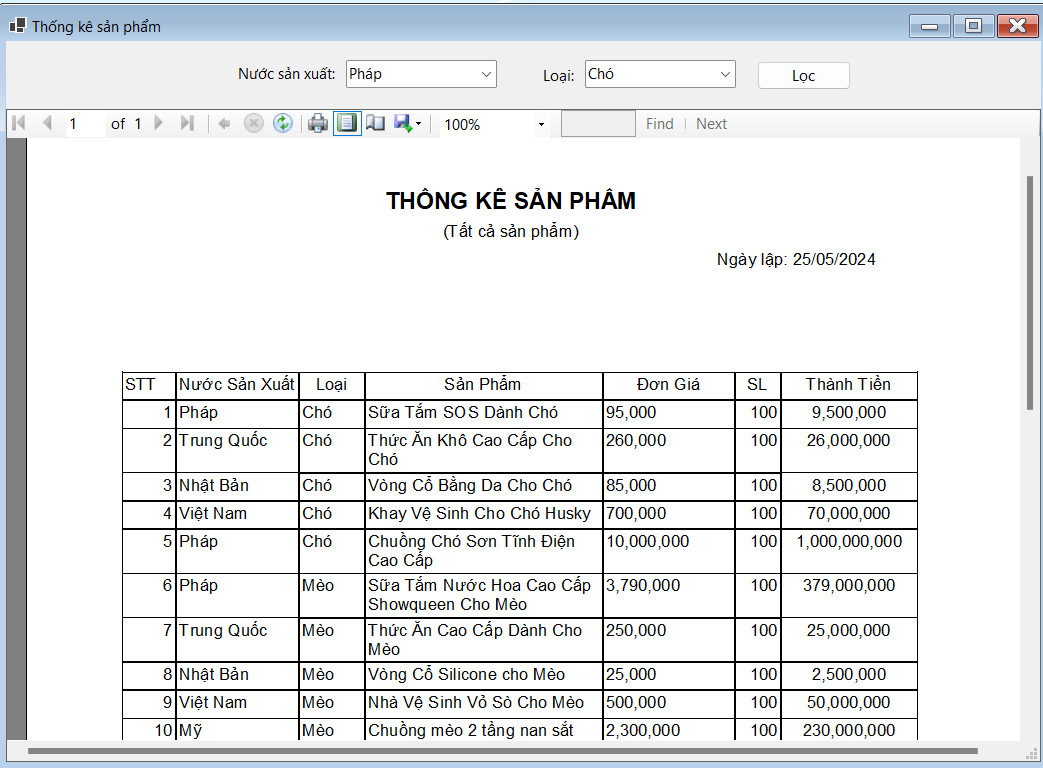 Thống kê sản phẩm
Nước sản xuất: Pháp Loại: Chó Lọc
1 of 1 100% Find Next
THỐNG KÊ SẢN PHẨM
(Tất cả sản phẩm)
Ngày lập: 25/05/2024
STT Nước Sản Xuất Loại Sản Phẩm Đơn Giá SL Thành Tiền
1 Pháp Chó Sữa Tắm SOS Dành Chó 95,000 100 9,500,000
2 Trung Quốc Chó Thức Ăn Khô Cao Cấp Cho 260,000 100 26,000,000
Chó
3 Nhật Bản Chó Vòng Cổ Bằng Da Cho Chó 85,000 100 8,500,000
4 Việt Nam Chó Khay Vệ Sinh Cho Chó Husky 700,000 100 70,000,000
5 Pháp Chó Chuồng Chó Sơn Tĩnh Điện 10,000,000 100 1,000,000,000
Cao Cấp
6 Pháp Mèo Sữa Tắm Nước Hoa Cao Cấp 3,790,000 100 379,000,000
Showqueen Cho Mèo
7 Trung Quốc Mèo Thức Ăn Cao Cấp Dành Cho 250,000 100 25,000,000
Mèo
8 Nhật Bản Mèo Vòng Cổ Silicone cho Mèo 25,000 100 2,500,000
9 Việt Nam Mèo Nhà Vệ Sinh Vỏ Sò Cho Mèo 500,000 100 50,000,000
10 Mỹ Mèo Chuồng mèo 2 tầng nan sắt 2,300,000 100 230,000,000